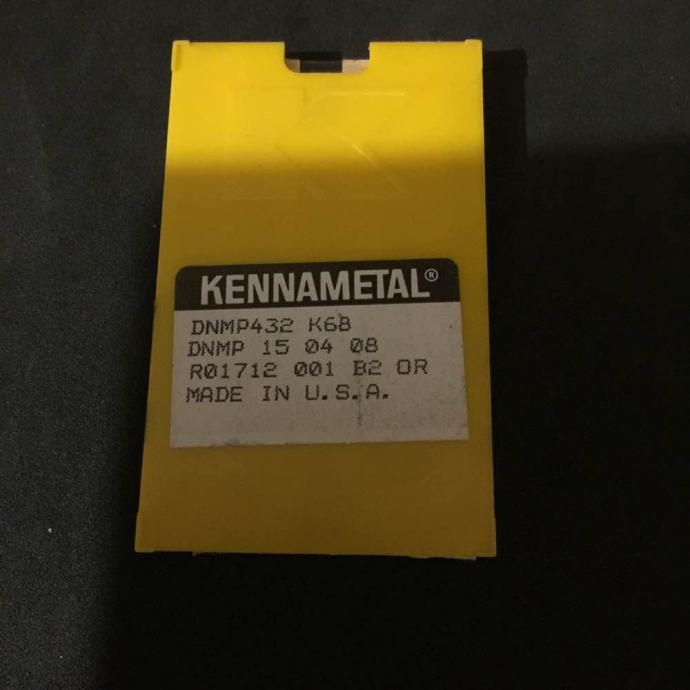 KENNAMETAL®
DNMP432 K68
DNMP 15 04 08
R01712 001 B2 OR
MADE IN U.S.A.